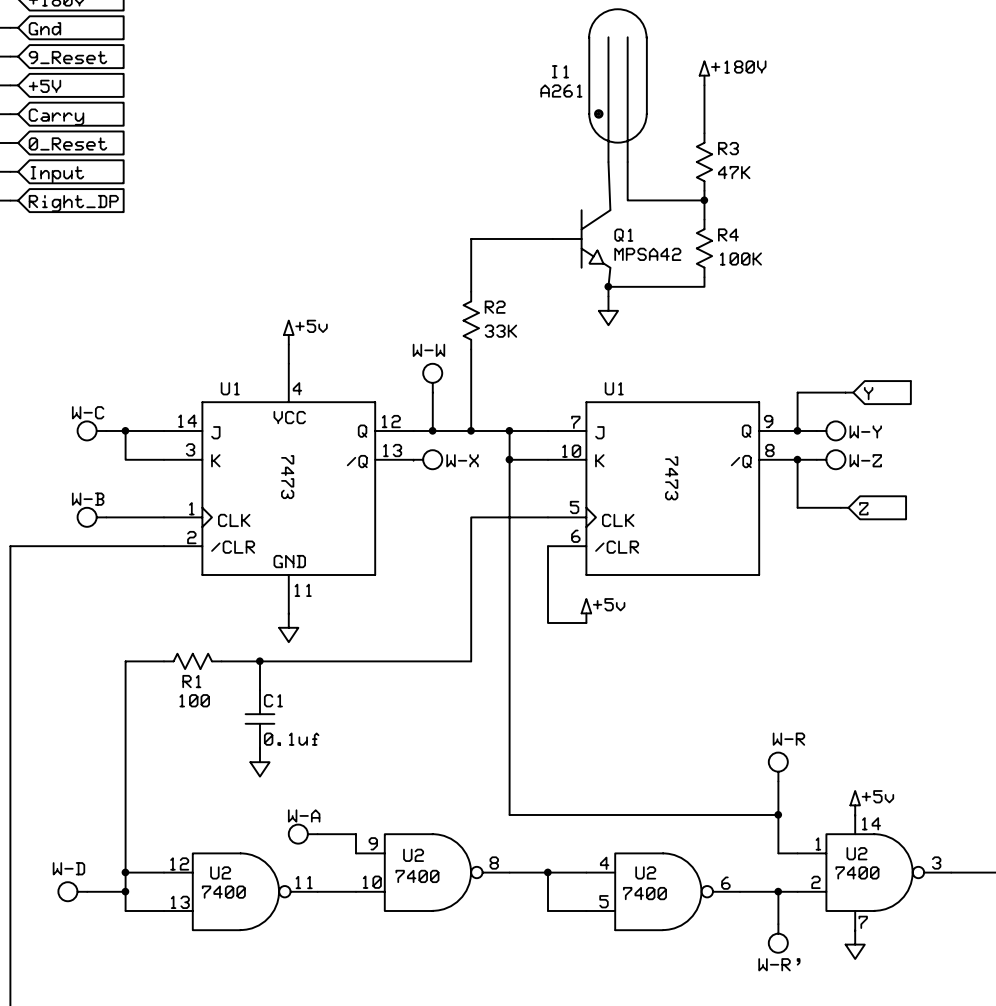 +180V
Gnd
9_Reset
+5V
Carry
0_Reset
Input
Right_DP
I1
A261
+180V
R3
47K
R4
100K
Q1
MPSA42
R2
33K
+5v
W-W
U1
4
VCC
W-C
14
J
Q
12
3
K
/Q
13
W-X
7473
W-B
1
CLK
2
/CLR
GND
11
U1
7
J
Q
9
Y
W-Y
10
K
/Q
8
W-Z
Z
7473
5
CLK
6
/CLR
+5v
R1
100
C1
0.1uf
W-R
W-A
W-D
12
13
U2
7400
11
9
10
U2
7400
8
4
5
U2
7400
6
W-R'
+5v
14
1
2
U2
7400
3
7